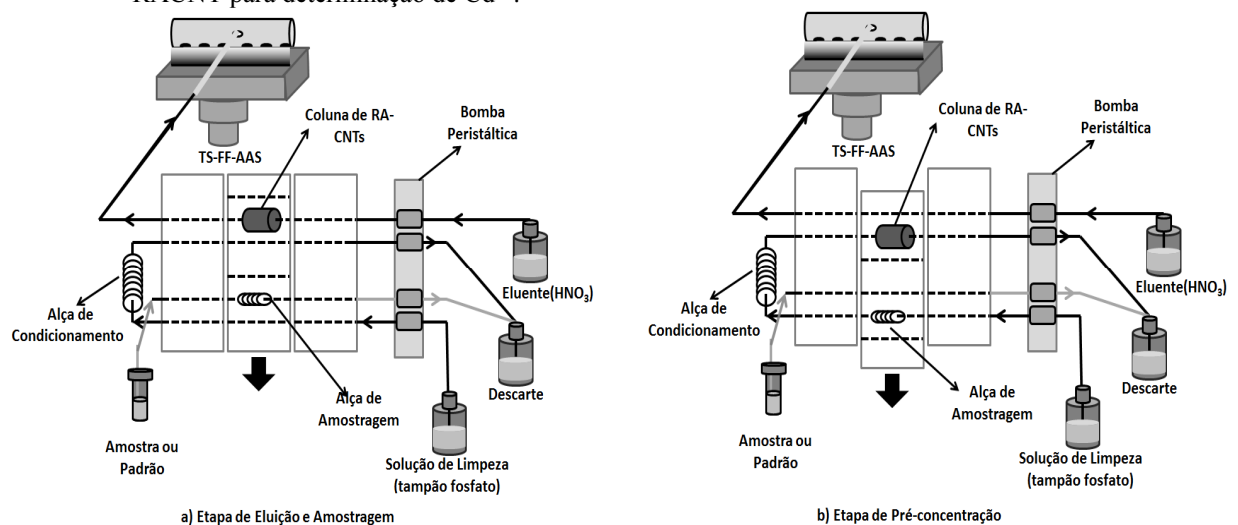 RACNT para determinação de Cd
Coluna de RA-
CNTs
Bomba
Peristáltica
TS-FF-AAS
Eluente(HNO₃)
Alça de
Condicionamento
Descarte
Alça de
Amostragem
Amostra ou
Padrão
Solução de Limpeza
(tampão fosfato)
a) Etapa de Eluição e Amostragem
Coluna de RA-
CNTs
Bomba
Peristáltica
TS-FF-AAS
Eluente(HNO₃)
Alça de
Condicionamento
Descarte
Alça de
Amostragem
Amostra ou
Padrão
Solução de Limpeza
(tampão fosfato)
b) Etapa de Pré-concentração